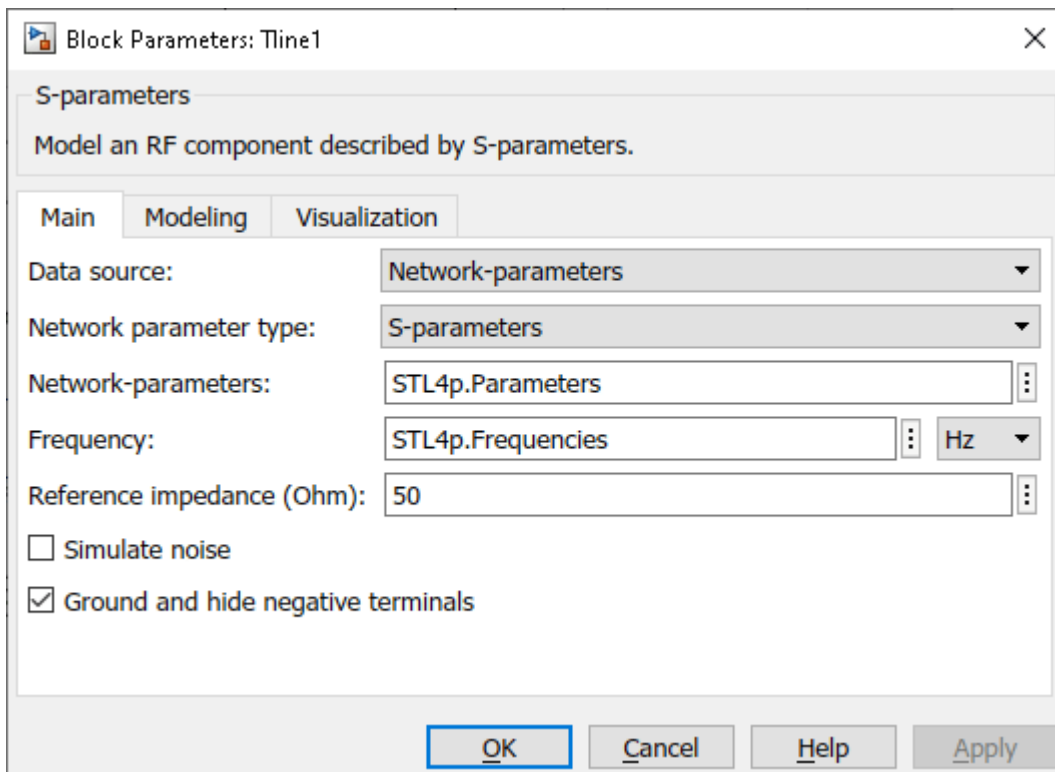 Block Parameters: Tline1
S-parameters
Model an RF component described by S-parameters.
Main Modeling Visualization
Data source: Network-parameters
Network parameter type: S-parameters
Network-parameters: STL4p.Parameters
Frequency: STL4p.Frequencies Hz
Reference impedance (Ohm): 50
Simulate noise
Ground and hide negative terminals
OK Cancel Help Apply